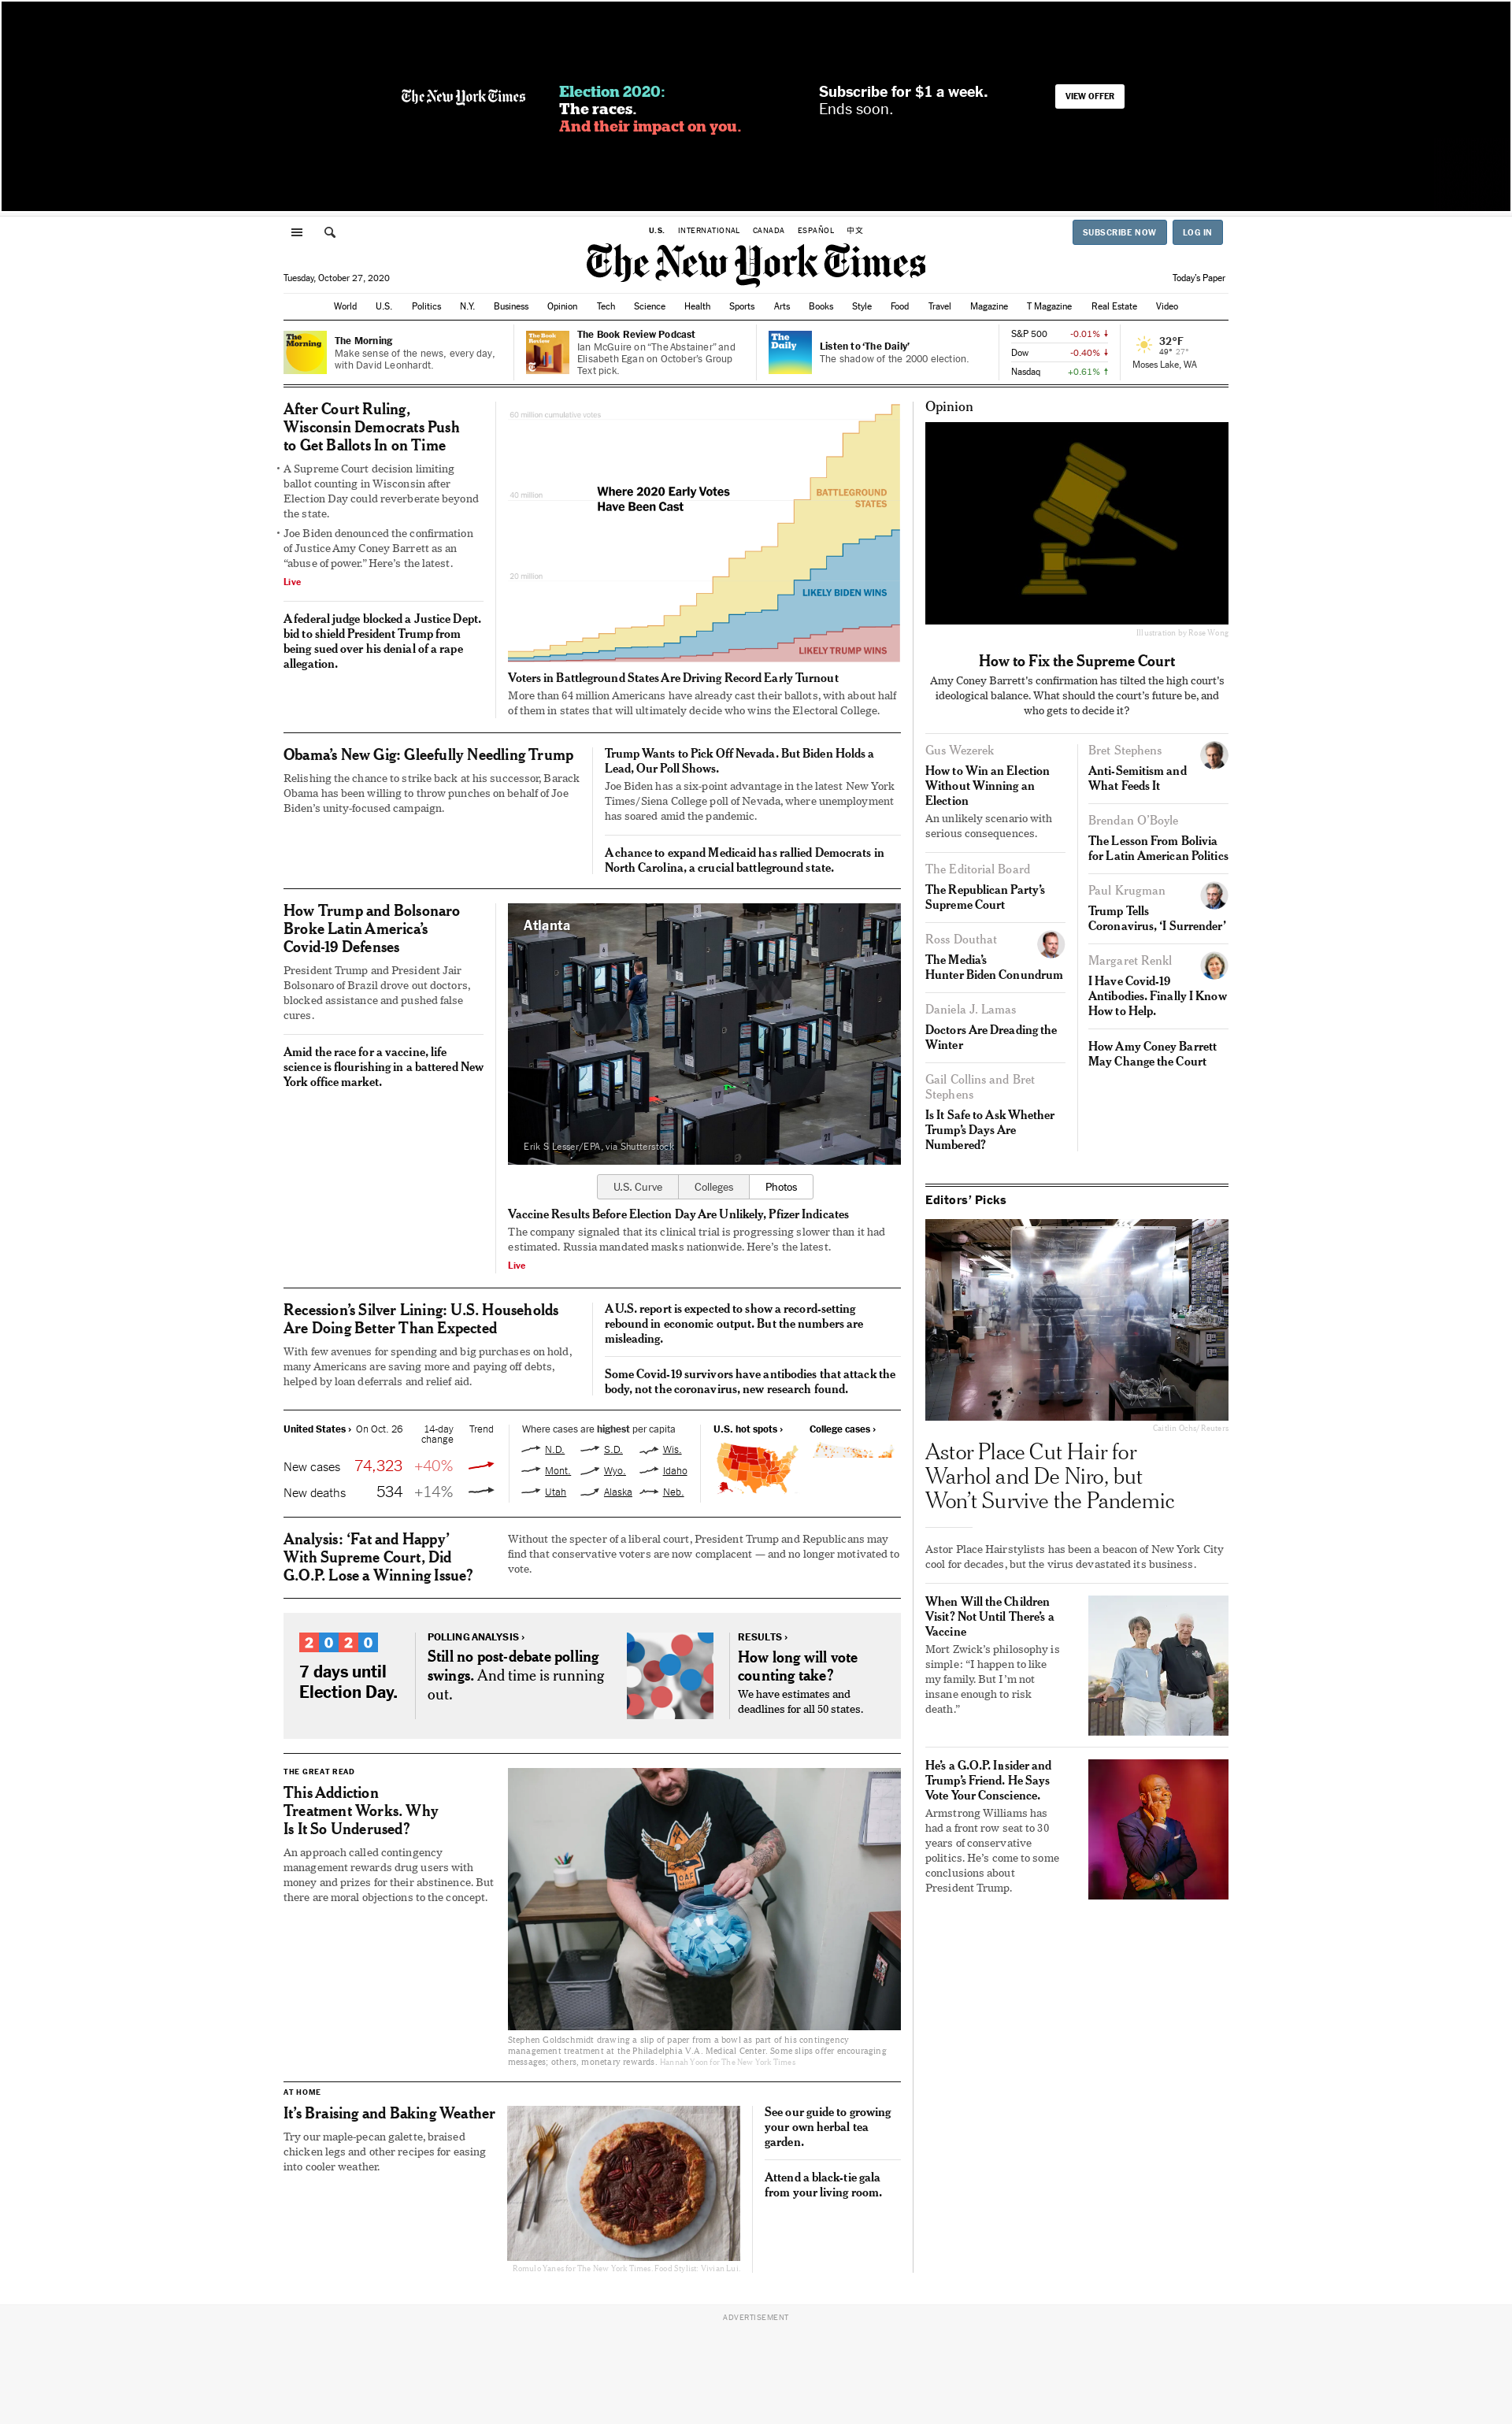 The New York Times
Election 2020:
The races.
And their impact on you.
Subscribe for $1 a week.
Ends soon.
VIEW OFFER
U.S. INTERNATIONAL CANADA ESPAÑOL 中文
SUBSCRIBE NOW LOG IN
The New York Times
Tuesday, October 27, 2020
Today's Paper
World U.S. Politics N.Y. Business Opinion Tech Science Health Sports Arts Books Style Food Travel Magazine T Magazine Real Estate Video
The Morning
The Morning
Make sense of the news, every day,
with David Leonhardt.
The Book Review
The Book Review Podcast
Ian McGuire on “The Abstainer” and
Elisabeth Egan on October's Group
Text pick.
The Daily
Listen to ‘The Daily’
The shadow of the 2000 election.
S&P 500 -0.01% ↓
Dow -0.40% ↓
Nasdaq +0.61% ↑
32°F
49° 27°
Moses Lake, WA
After Court Ruling,
Wisconsin Democrats Push
to Get Ballots In on Time
• A Supreme Court decision limiting
ballot counting in Wisconsin after
Election Day could reverberate beyond
the state.
• Joe Biden denounced the confirmation
of Justice Amy Coney Barrett as an
“abuse of power.” Here’s the latest.
Live
A federal judge blocked a Justice Dept.
bid to shield President Trump from
being sued over his denial of a rape
allegation.
60 million cumulative votes
40 million
20 million
Where 2020 Early Votes
Have Been Cast
BATTLEGROUND
STATES
LIKELY BIDEN WINS
LIKELY TRUMP WINS
Voters in Battleground States Are Driving Record Early Turnout
More than 64 million Americans have already cast their ballots, with about half
of them in states that will ultimately decide who wins the Electoral College.
Obama’s New Gig: Gleefully Needling Trump
Relishing the chance to strike back at his successor, Barack
Obama has been willing to throw punches on behalf of Joe
Biden’s unity-focused campaign.
Trump Wants to Pick Off Nevada. But Biden Holds a
Lead, Our Poll Shows.
Joe Biden has a six-point advantage in the latest New York
Times/Siena College poll of Nevada, where unemployment
has soared amid the pandemic.
A chance to expand Medicaid has rallied Democrats in
North Carolina, a crucial battleground state.
How Trump and Bolsonaro
Broke Latin America’s
Covid-19 Defenses
President Trump and President Jair
Bolsonaro of Brazil drove out doctors,
blocked assistance and pushed false
cures.
Amid the race for a vaccine, life
science is flourishing in a battered New
York office market.
Atlanta
13
17
21
Erik S Lesser/EPA, via Shutterstock
U.S. Curve Colleges Photos
Vaccine Results Before Election Day Are Unlikely, Pfizer Indicates
The company signaled that its clinical trial is progressing slower than it had
estimated. Russia mandated masks nationwide. Here’s the latest.
Live
Recession’s Silver Lining: U.S. Households
Are Doing Better Than Expected
With few avenues for spending and big purchases on hold,
many Americans are saving more and paying off debts,
helped by loan deferrals and relief aid.
A U.S. report is expected to show a record-setting
rebound in economic output. But the numbers are
misleading.
Some Covid-19 survivors have antibodies that attack the
body, not the coronavirus, new research found.
United States › On Oct. 26 14-day change Trend
New cases 74,323 +40%
New deaths 534 +14%
Where cases are highest per capita
N.D. S.D. Wis.
Mont. Wyo. Idaho
Utah Alaska Neb.
U.S. hot spots ›
College cases ›
Analysis: ‘Fat and Happy’
With Supreme Court, Did
G.O.P. Lose a Winning Issue?
Without the specter of a liberal court, President Trump and Republicans may
find that conservative voters are now complacent — and no longer motivated to
vote.
2020
7 days until
Election Day.
POLLING ANALYSIS ›
Still no post-debate polling
swings. And time is running
out.
RESULTS ›
How long will vote
counting take?
We have estimates and
deadlines for all 50 states.
THE GREAT READ
This Addiction
Treatment Works. Why
Is It So Underused?
An approach called contingency
management rewards drug users with
money and prizes for their abstinence. But
there are moral objections to the concept.
OAF
NATION
Stephen Goldschmidt drawing a slip of paper from a bowl as part of his contingency
management treatment at the Philadelphia V.A. Medical Center. Some slips offer encouraging
messages; others, monetary rewards. Hannah Yoon for The New York Times
AT HOME
It’s Braising and Baking Weather
Try our maple-pecan galette, braised
chicken legs and other recipes for easing
into cooler weather.
Romulo Yanes for The New York Times. Food Stylist: Vivian Lui.
See our guide to growing
your own herbal tea
garden.
Attend a black-tie gala
from your living room.
Opinion
Illustration by Rose Wong
How to Fix the Supreme Court
Amy Coney Barrett’s confirmation has tilted the high court’s
ideological balance. What should the court’s future be, and
who gets to decide it?
Gus Wezerek
How to Win an Election
Without Winning an
Election
An unlikely scenario with
serious consequences.
The Editorial Board
The Republican Party’s
Supreme Court
Ross Douthat
The Media’s
Hunter Biden Conundrum
Daniela J. Lamas
Doctors Are Dreading the
Winter
Gail Collins and Bret
Stephens
Is It Safe to Ask Whether
Trump’s Days Are
Numbered?
Bret Stephens
Anti-Semitism and
What Feeds It
Brendan O’Boyle
The Lesson From Bolivia
for Latin American Politics
Paul Krugman
Trump Tells
Coronavirus, ‘I Surrender’
Margaret Renkl
I Have Covid-19
Antibodies. Finally I Know
How to Help.
How Amy Coney Barrett
May Change the Court
Editors’ Picks
Caitlin Ochs/Reuters
Astor Place Cut Hair for
Warhol and De Niro, but
Won’t Survive the Pandemic
Astor Place Hairstylists has been a beacon of New York City
cool for decades, but the virus devastated its business.
When Will the Children
Visit? Not Until There’s a
Vaccine
Mort Zwick’s philosophy is
simple: “I happen to like
my family. But I’m not
insane enough to risk
death.”
He’s a G.O.P. Insider and
Trump’s Friend. He Says
Vote Your Conscience.
Armstrong Williams has
had a front row seat to 30
years of conservative
politics. He’s come to some
conclusions about
President Trump.
ADVERTISEMENT